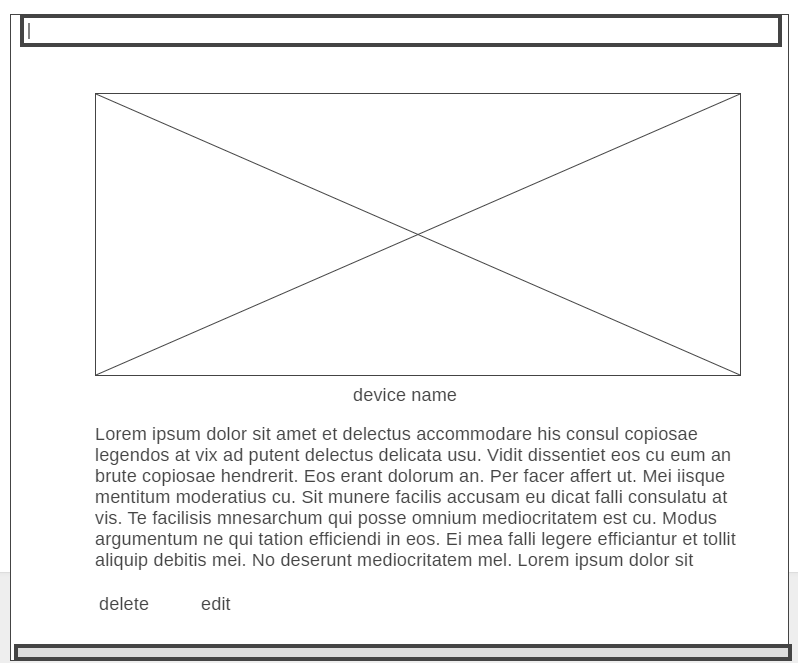 device name
Lorem ipsum dolor sit amet et delectus accommodare his consul copiosae
legendos at vix ad putent delectus delicata usu. Vidit dissentiet eos cu eum an
brute copiosae hendrerit. Eos erant dolorum an. Per facer affert ut. Mei iisque
mentitum moderatius cu. Sit munere facilis accusam eu dicat falli consulatu at
vis. Te facilisis mnesarchum qui posse omnium mediocritatem est cu. Modus
argumentum ne qui tation efficiendi in eos. Ei mea falli legere efficiantur et tollit
aliquip debitis mei. No deserunt mediocritatem mel. Lorem ipsum dolor sit
delete edit